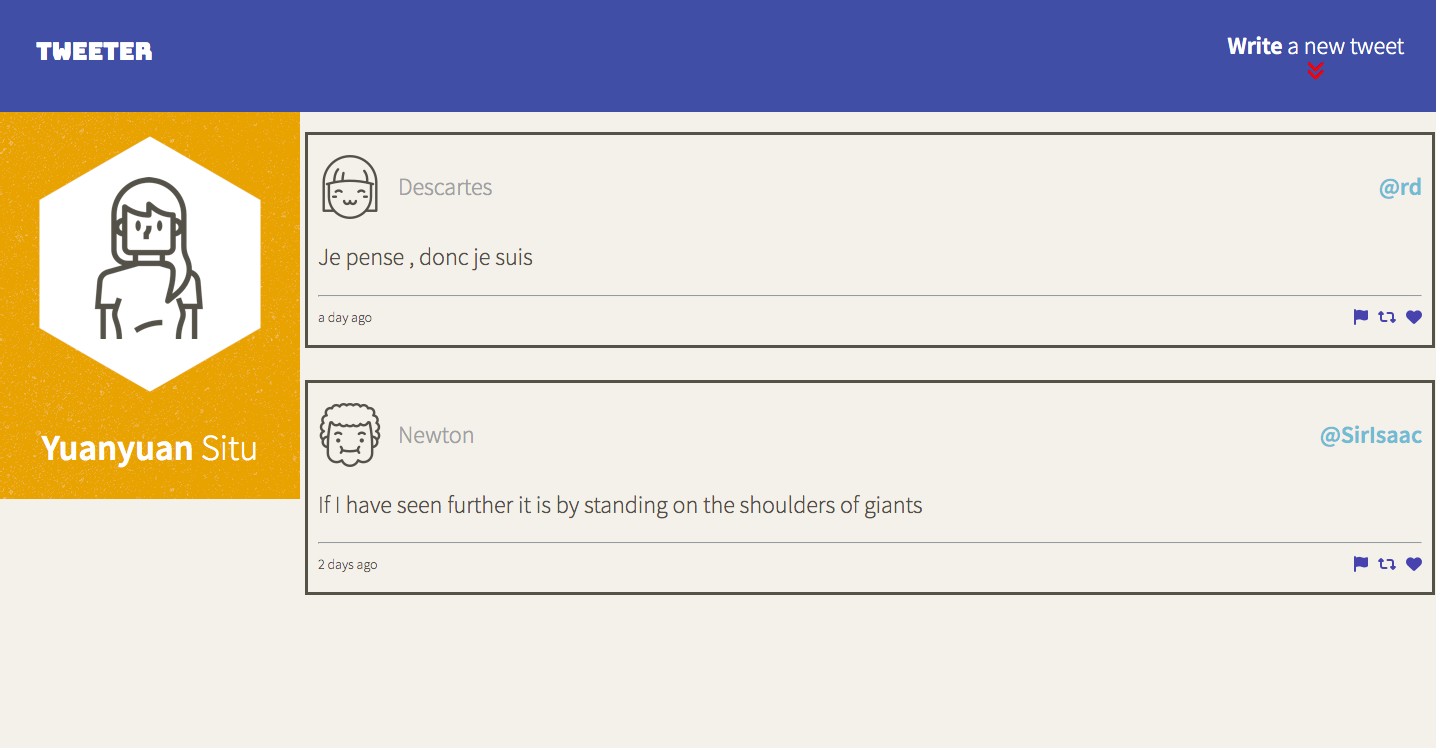 TWEETER
Write a new tweet
Yuanyuan Situ
Descartes
@rd
Je pense , donc je suis
a day ago
Newton
@SirIsaac
If I have seen further it is by standing on the shoulders of giants
2 days ago